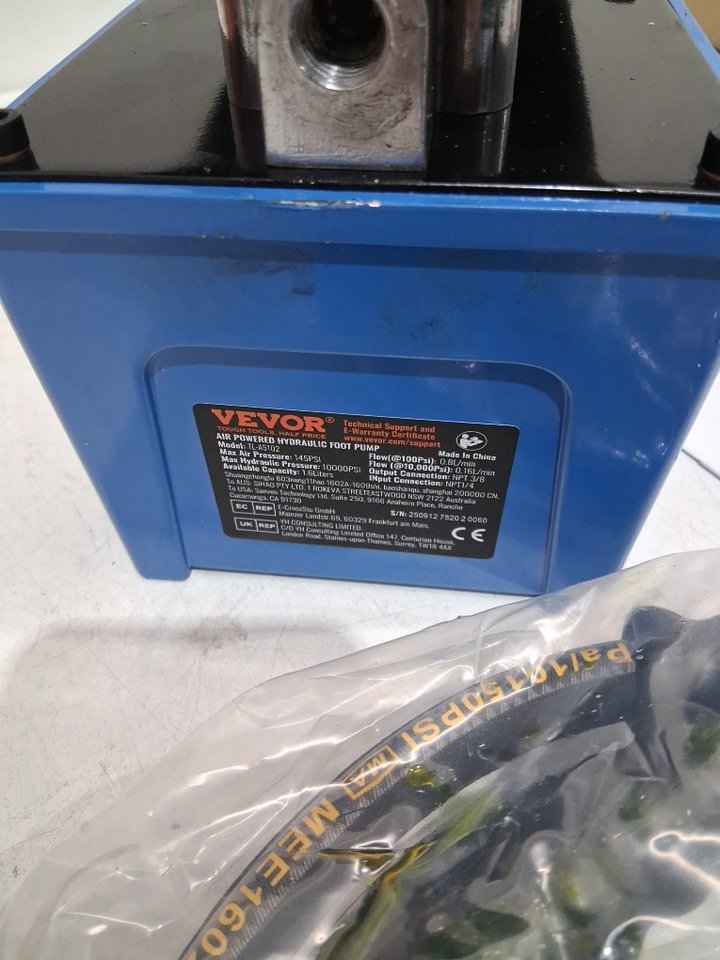 VEVOR®
TOUGH TOOLS, HALF PRICE
Technical Support and
E-Warranty Certificate
www.vevor.com/support
AIR POWERED HYDRAULIC FOOT PUMP
Model: TL-AS102
Max Air Pressure: 145PSI
Max Hydraulic Pressure: 10000PSI
Available Capacity: 1.6Liters
Made In China
Flow(@100Psi): 0.8L/min
Flow (@10,000Psi): 0.16L/min
Output Connection: NPT 3/8
INput Connection: NPT1/4
Shuangchenglu 803nong11hao 1602A-1609shi, baoshanqu, shanghai 200000 CN.
To AUS: SIHAO PTY LTD, 1 ROKEVA STREETEASTWOOD NSW 2122 Australia
To USA: Sanven Technology Ltd. Suite 250, 9166 Anaheim Place, Rancho
Cucamonga, CA 91730
S/N: 250912 7820 2 0060
EC REP E-CrossStu GmbH
Mainzer Landstr.69, 60329 Frankfurt am Main.
UK REP YH CONSULTING LIMITED.
C/O YH Consulting Limited Office 147, Centurion House,
London Road, Staines-upon-Thames, Surrey, TW18 4AX
CE
Pa/10150PSI MA MEE1602